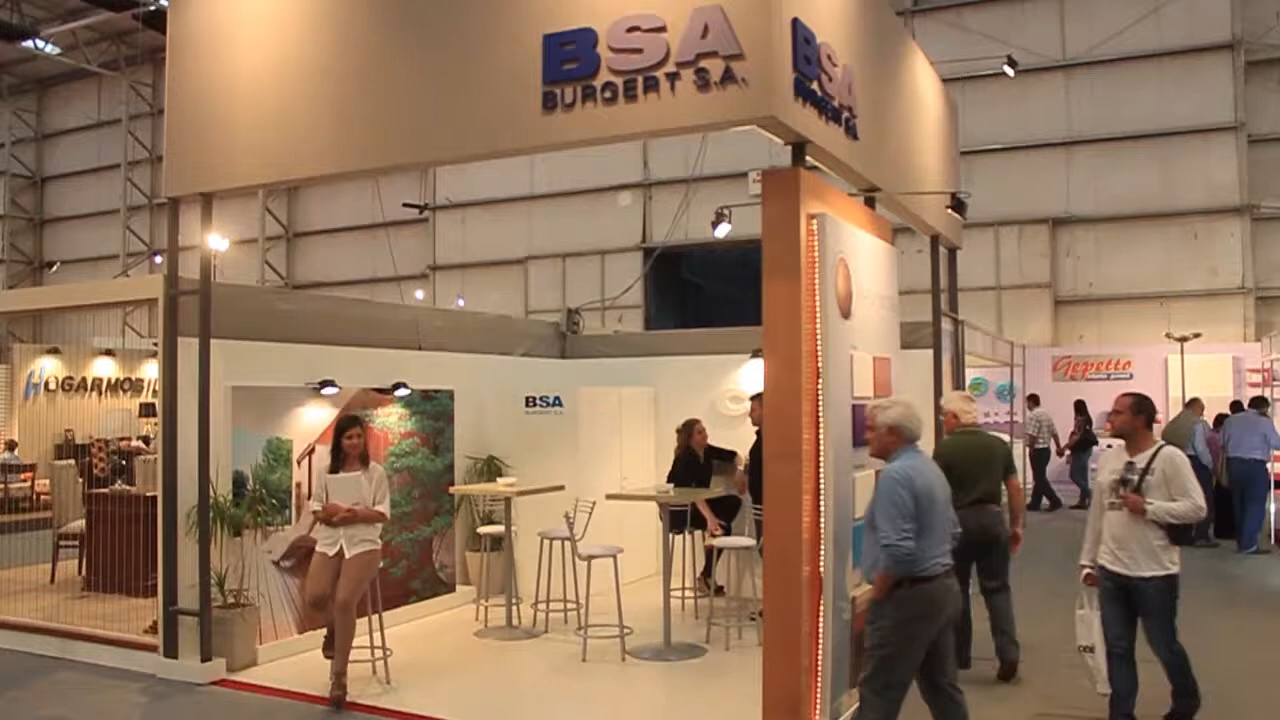 BSA
BURGERT S.A.
BSA
BURGERT S.A.
HOGARMOBIL
BSA
BURGERT S.A.
Gepetto